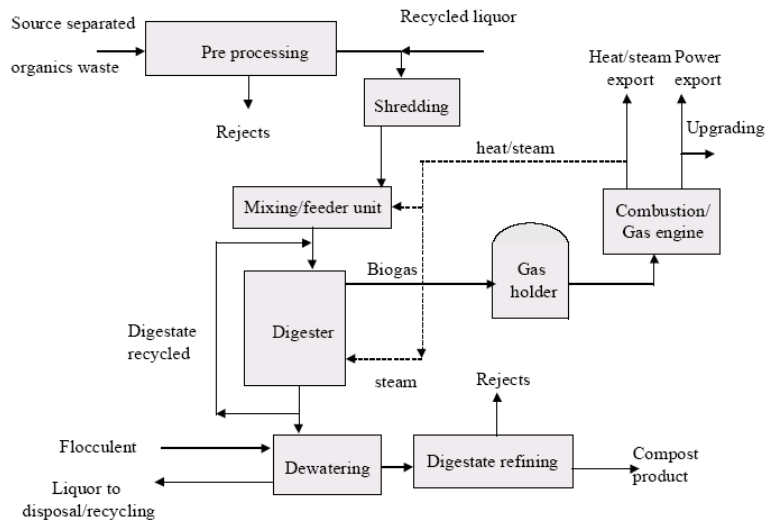 Source separated
organics waste
Pre processing
Recycled liquor
Rejects
Shredding
Heat/steam export
Power export
Upgrading
heat/steam
Mixing/feeder unit
Combustion/
Gas engine
Biogas
Gas
holder
Digester
Digestate
recycled
steam
Rejects
Flocculent
Dewatering
Digestate refining
Compost
product
Liquor to
disposal/recycling